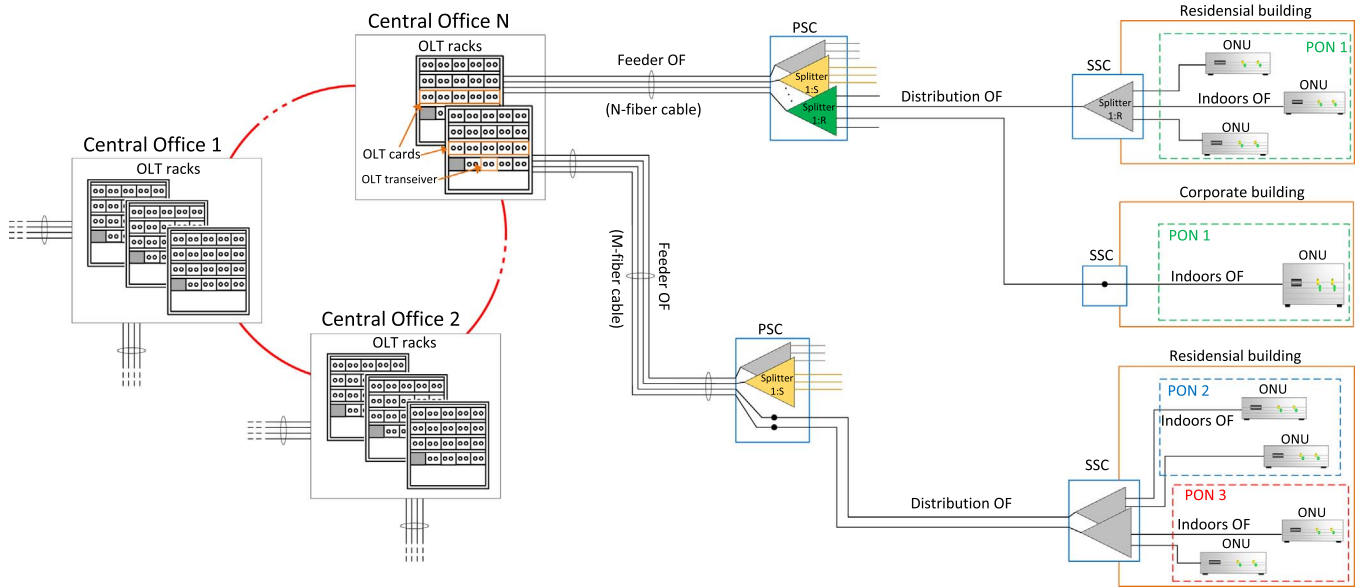 Central Office N
OLT racks
OLT cards
OLT transeiver
Central Office 1
OLT racks
Central Office 2
OLT racks
Feeder OF
(N-fiber cable)
Feeder OF
(M-fiber cable)
PSC
Splitter
1:S
Splitter
1:R
Distribution OF
Residensial building
SSC
Splitter
1:R
PON 1
ONU
Indoors OF
ONU
ONU
Corporate building
SSC
PON 1
Indoors OF
ONU
PSC
Splitter
1:S
Distribution OF
Residensial building
SSC
PON 2
ONU
Indoors OF
ONU
PON 3
ONU
Indoors OF
ONU